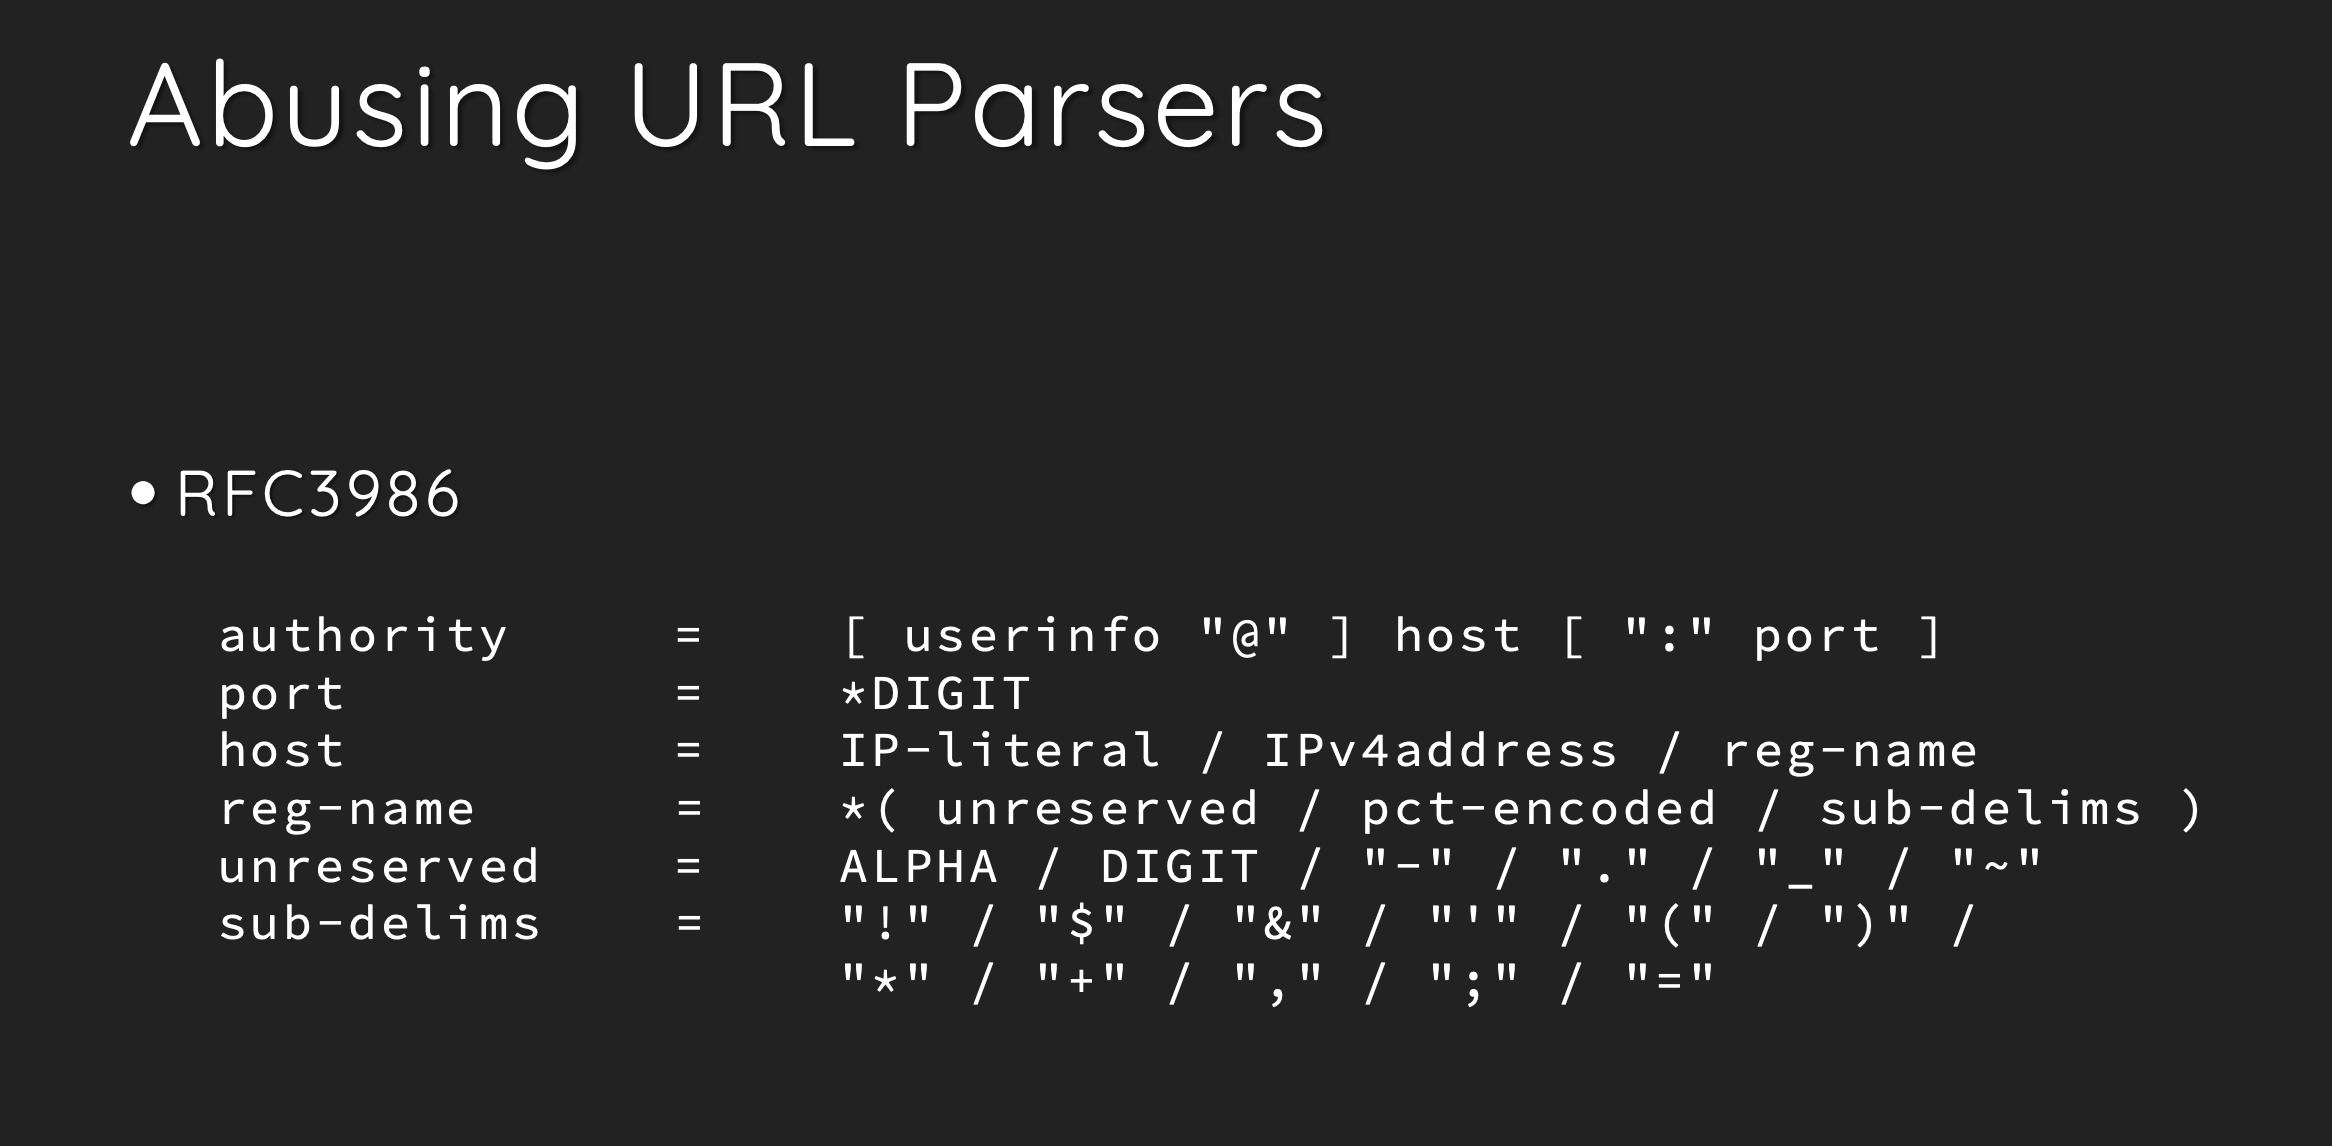 Abusing URL Parsers
• RFC3986
authority = [ userinfo "@" ] host [ ":" port ]
port = *DIGIT
host = IP-literal / IPv4address / reg-name
reg-name = *( unreserved / pct-encoded / sub-delims )
unreserved = ALPHA / DIGIT / "-" / "." / "_" / "~"
sub-delims = "!" / "$" / "&" / "'" / "(" / ")" /
"*" / "+" / "," / ";" / "="